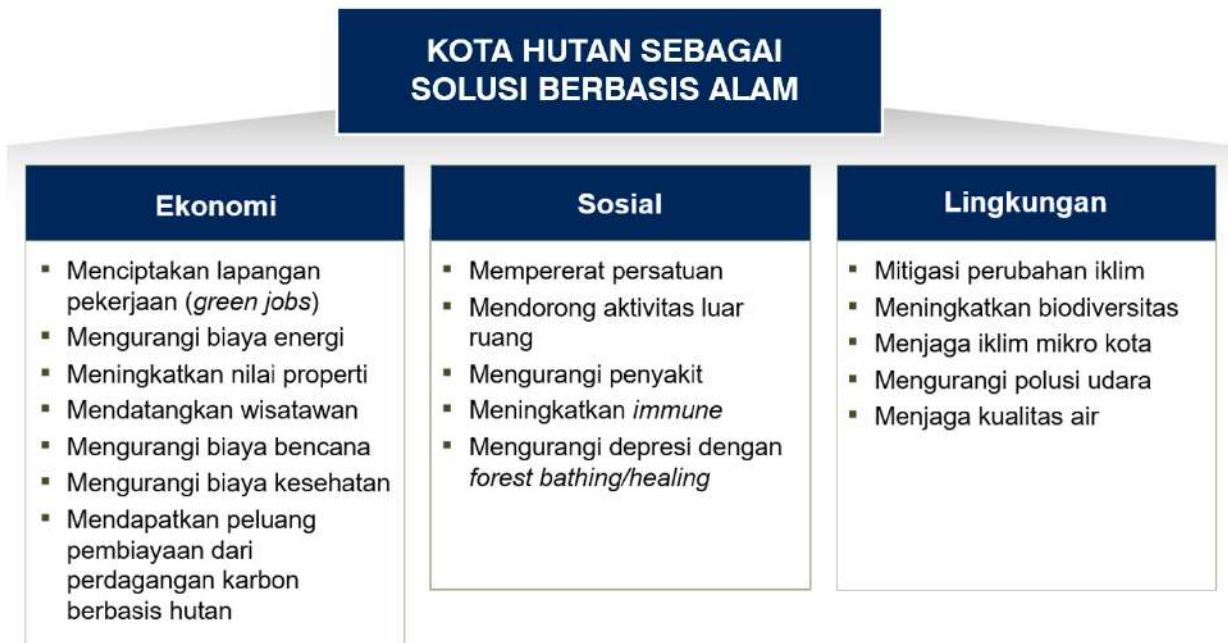 KOTA HUTAN SEBAGAI
SOLUSI BERBASIS ALAM
Ekonomi
▪ Menciptakan lapangan
pekerjaan (green jobs)
▪ Mengurangi biaya energi
▪ Meningkatkan nilai properti
▪ Mendatangkan wisatawan
▪ Mengurangi biaya bencana
▪ Mengurangi biaya kesehatan
▪ Mendapatkan peluang
pembiayaan dari
perdagangan karbon
berbasis hutan
Sosial
▪ Mempererat persatuan
▪ Mendorong aktivitas luar
ruang
▪ Mengurangi penyakit
▪ Meningkatkan immune
▪ Mengurangi depresi dengan
forest bathing/healing
Lingkungan
▪ Mitigasi perubahan iklim
▪ Meningkatkan biodiversitas
▪ Menjaga iklim mikro kota
▪ Mengurangi polusi udara
▪ Menjaga kualitas air